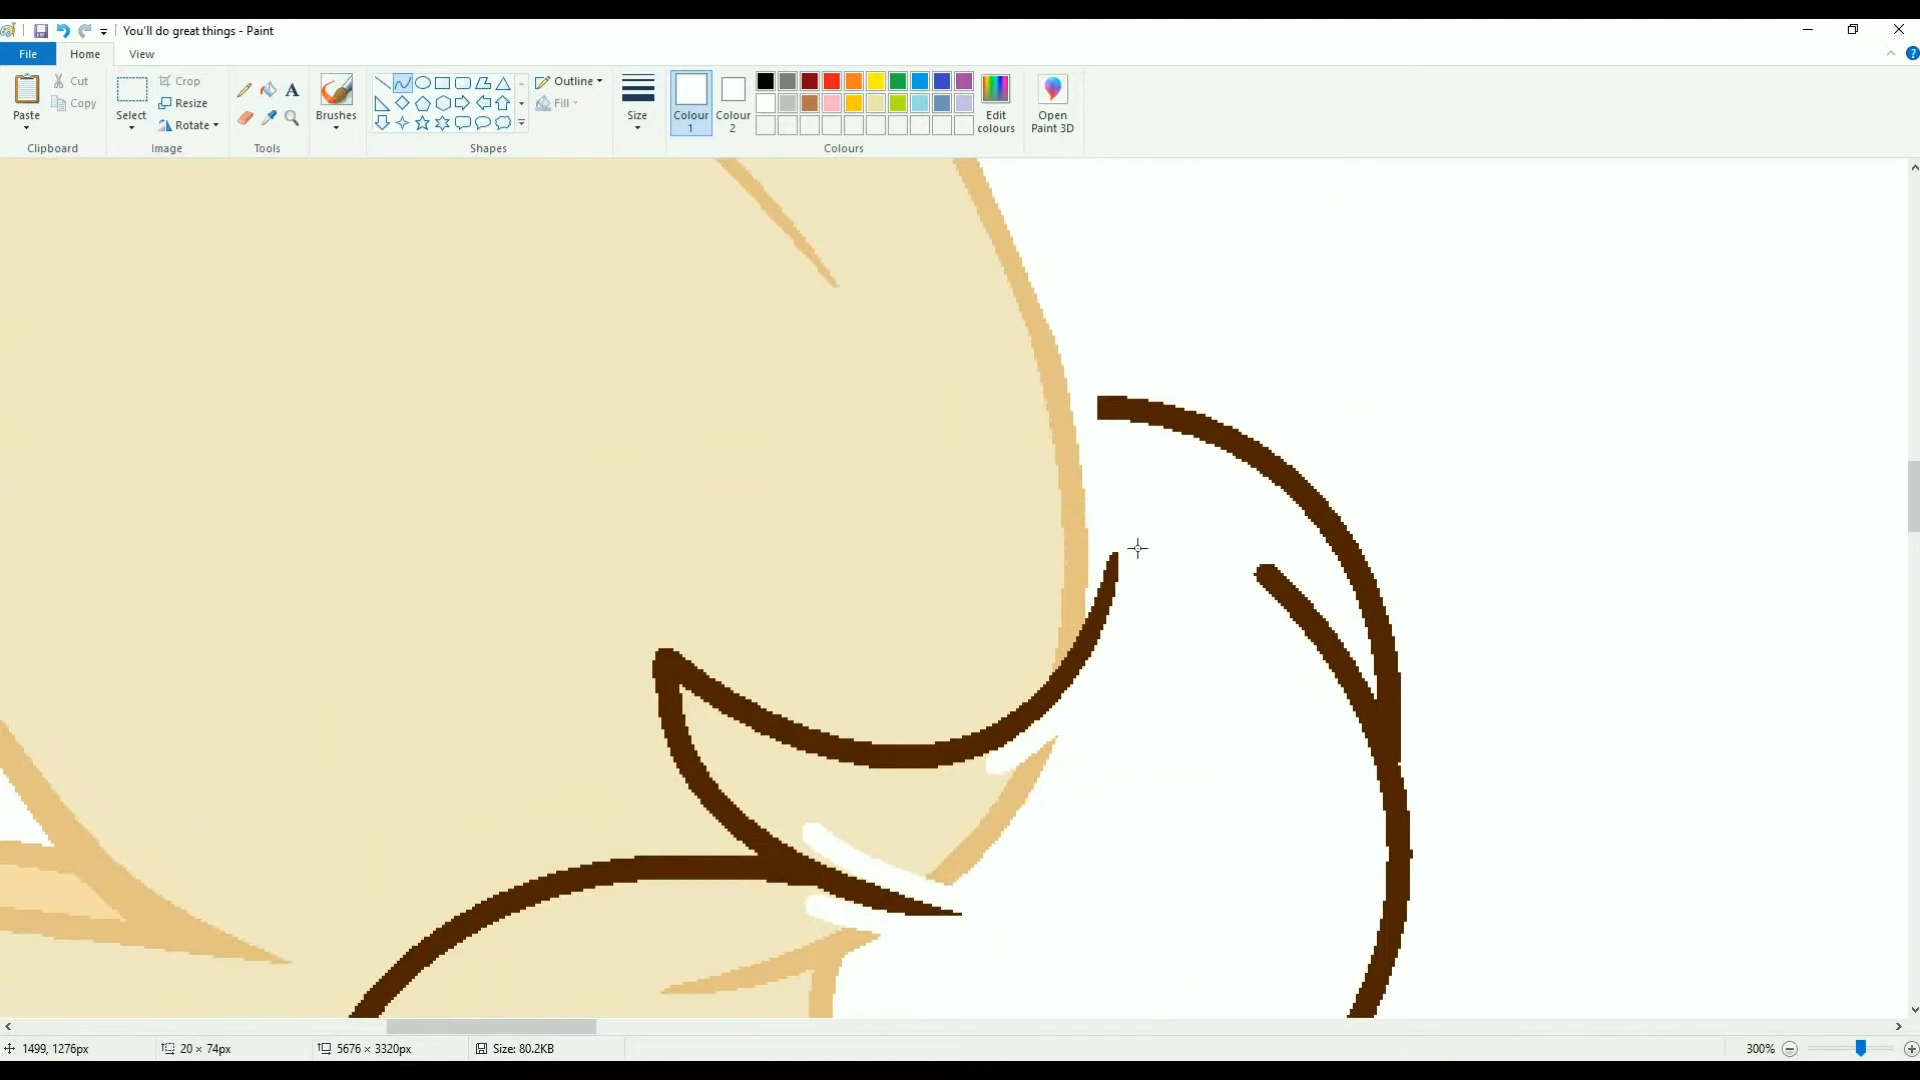 You'll do great things - Paint
File Home View
Paste Cut Copy Clipboard
Select Crop Resize Rotate Image
A Tools
Brushes
Shapes
Outline Fill
Size
Colour 1 Colour 2
Edit colours
Colours
Open Paint 3D
1499, 1276px 20 × 74px 5676 × 3320px Size: 80.2KB 300%